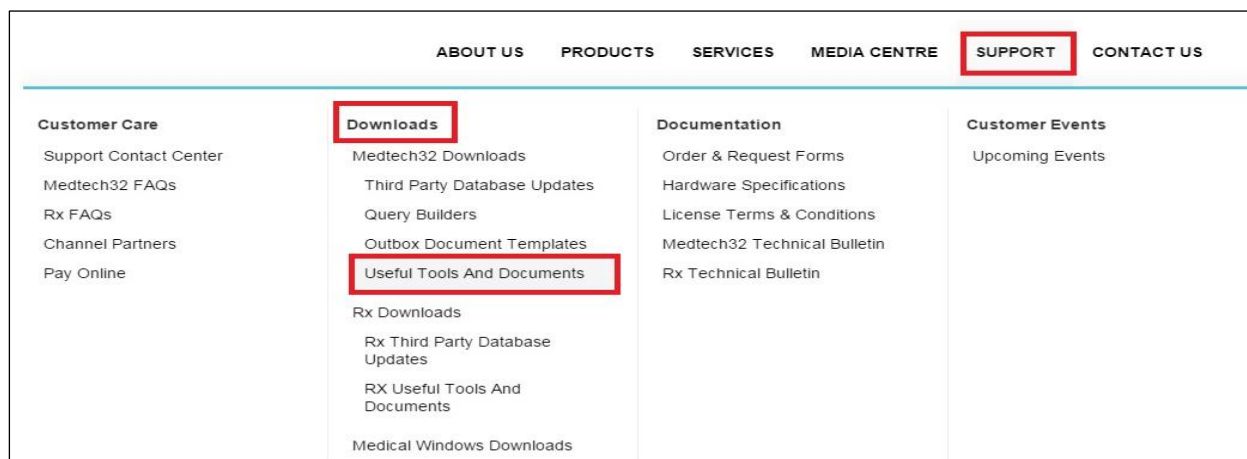 ABOUT US PRODUCTS SERVICES MEDIA CENTRE SUPPORT CONTACT US
Customer Care
Support Contact Center
Medtech32 FAQs
Rx FAQs
Channel Partners
Pay Online
Downloads
Medtech32 Downloads
Third Party Database Updates
Query Builders
Outbox Document Templates
Useful Tools And Documents
Rx Downloads
Rx Third Party Database
Updates
RX Useful Tools And
Documents
Medical Windows Downloads
Documentation
Order & Request Forms
Hardware Specifications
License Terms & Conditions
Medtech32 Technical Bulletin
Rx Technical Bulletin
Customer Events
Upcoming Events